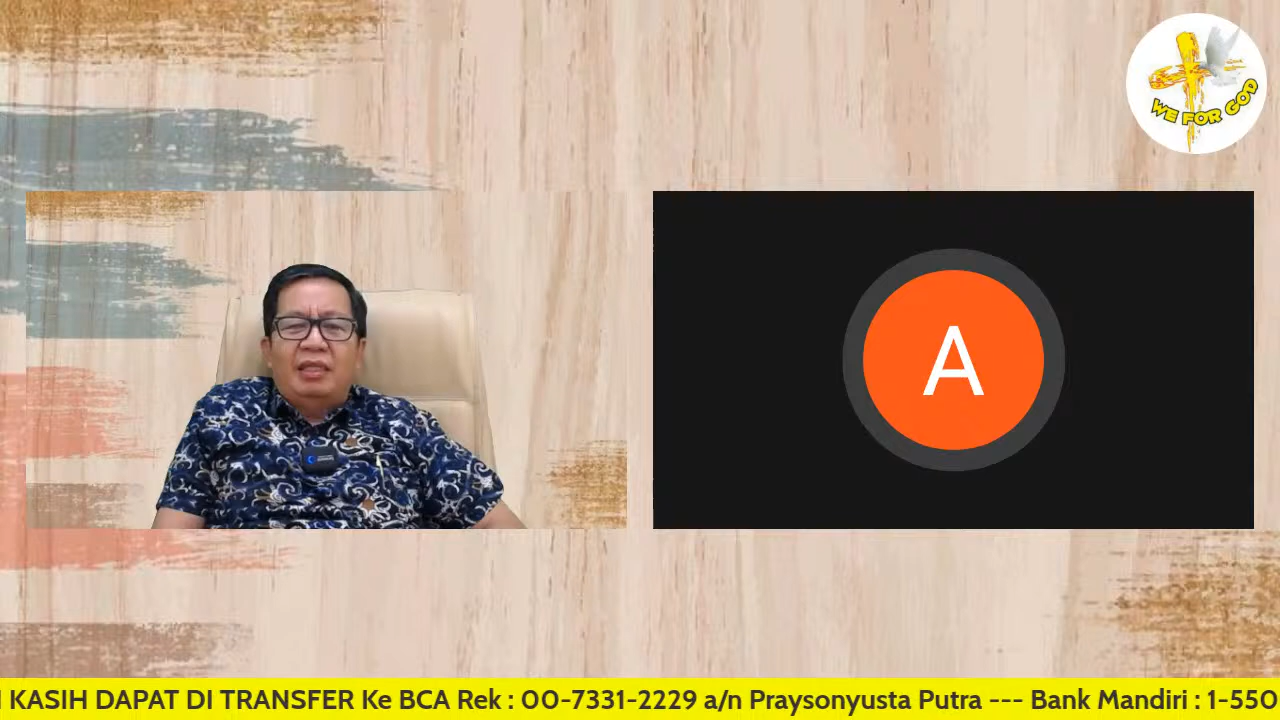 WE FOR GOD
A
KASIH DAPAT DI TRANSFER Ke BCA Rek : 00-7331-2229 a/n Praysonyusta Putra --- Bank Mandiri : 1-550